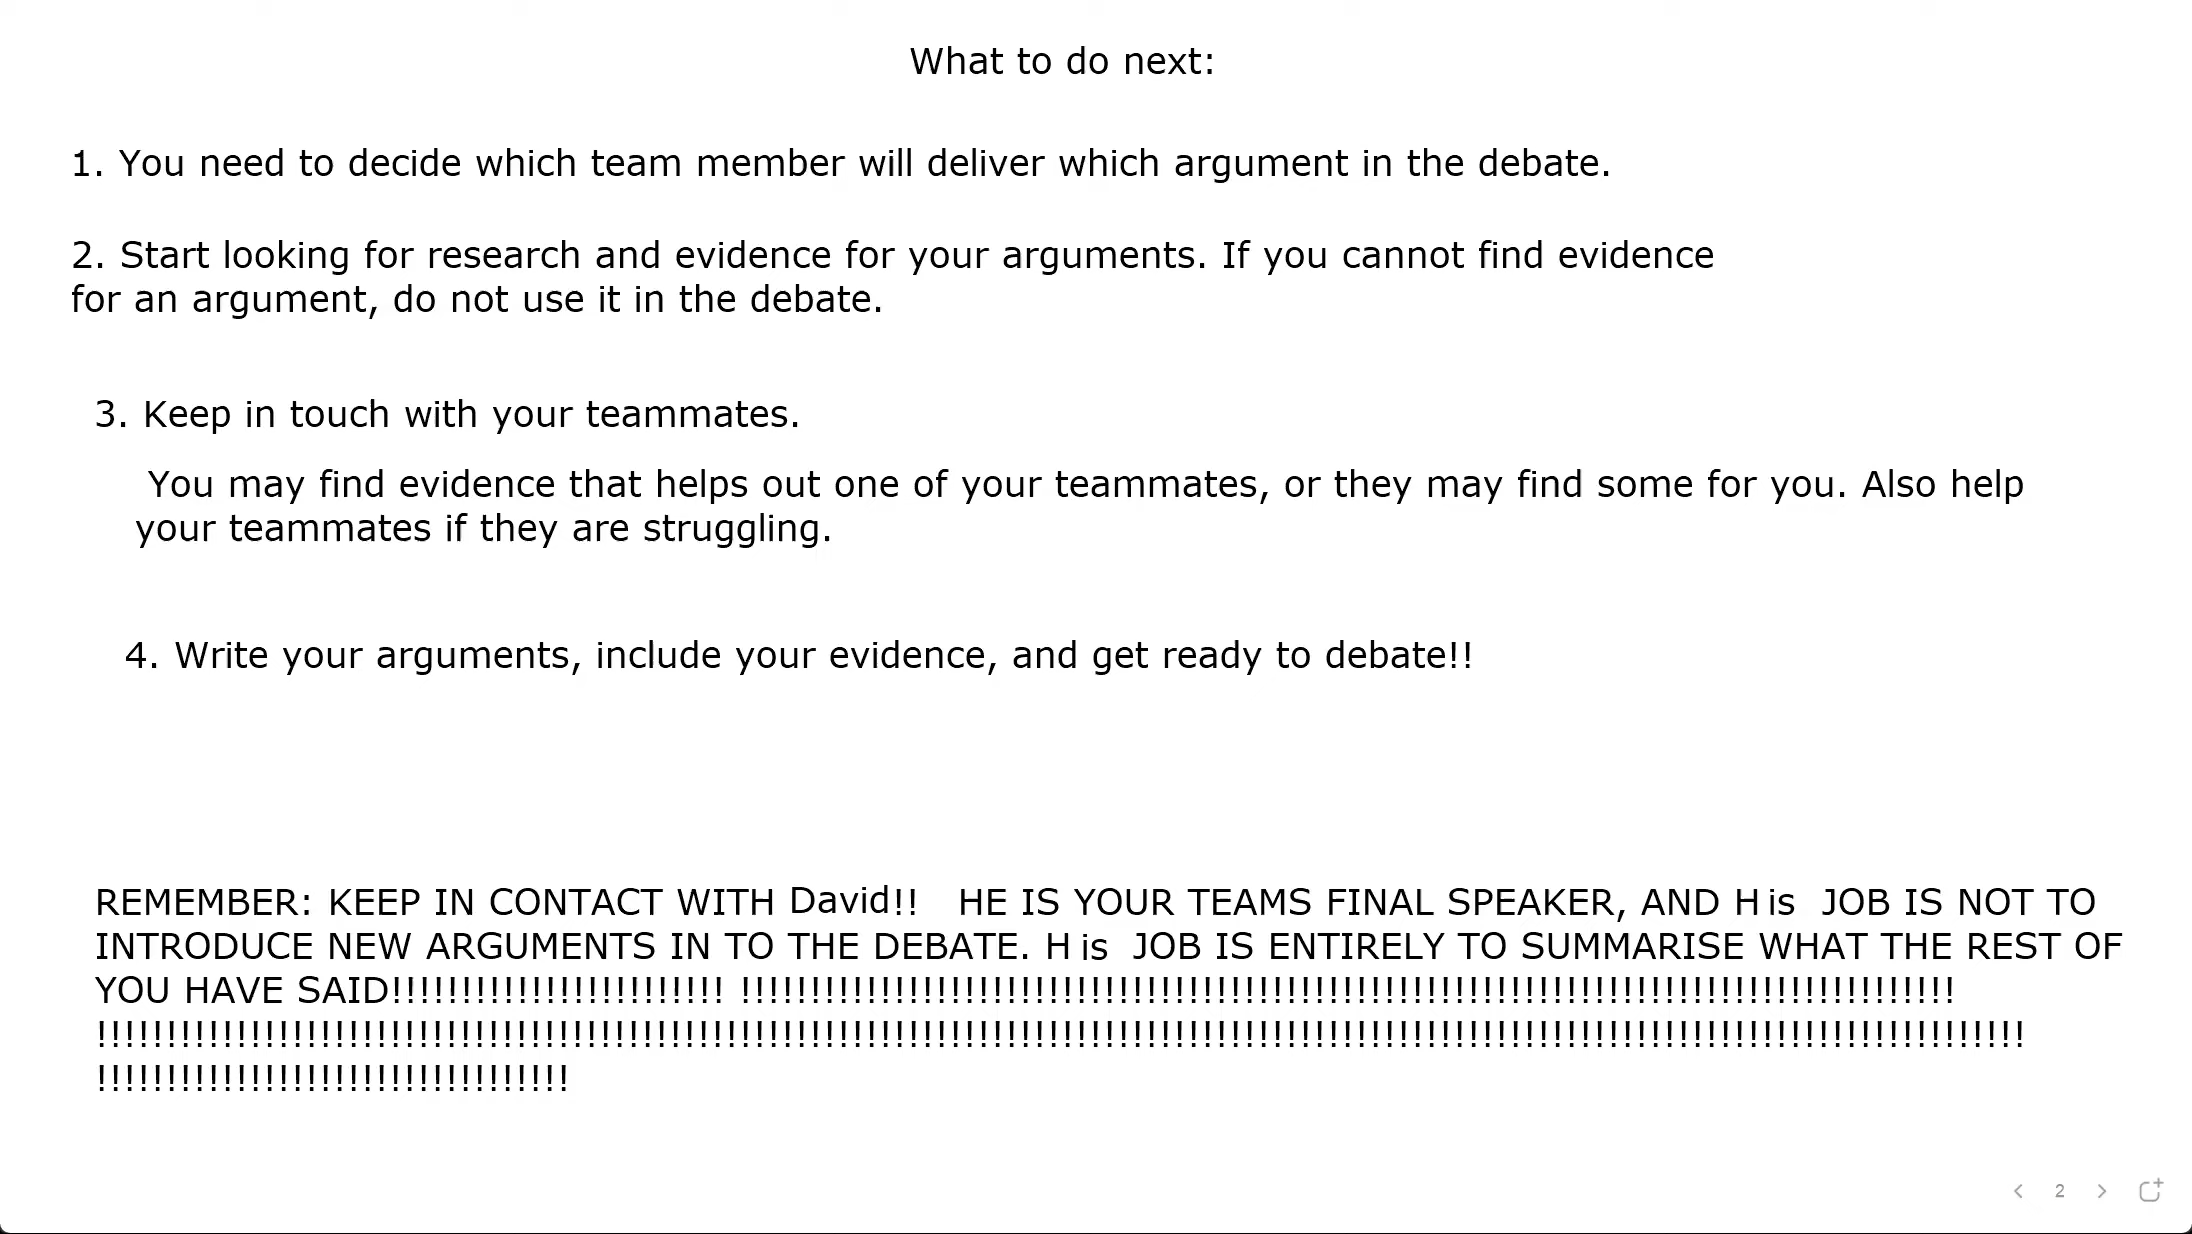 What to do next:
1. You need to decide which team member will deliver which argument in the debate.
2. Start looking for research and evidence for your arguments. If you cannot find evidence
for an argument, do not use it in the debate.
3. Keep in touch with your teammates.
You may find evidence that helps out one of your teammates, or they may find some for you. Also help
your teammates if they are struggling.
4. Write your arguments, include your evidence, and get ready to debate!!
REMEMBER: KEEP IN CONTACT WITH David!! HE IS YOUR TEAMS FINAL SPEAKER, AND His JOB IS NOT TO
INTRODUCE NEW ARGUMENTS IN TO THE DEBATE. His JOB IS ENTIRELY TO SUMMARISE WHAT THE REST OF
YOU HAVE SAID!!!!!!!!!!!!!!!!!!!!!!!! !!!!!!!!!!!!!!!!!!!!!!!!!!!!!!!!!!!!!!!!!!!!!!!!!!!!!!!!!!!!!!!!!!!!!!!!!!!!!!!!!!!!!!!
!!!!!!!!!!!!!!!!!!!!!!!!!!!!!!!!!!!!!!!!!!!!!!!!!!!!!!!!!!!!!!!!!!!!!!!!!!!!!!!!!!!!!!!!!!!!!!!!!!!!!!!!!!!!!!!!!!!!!!!!!!!!!!!!!!!!!!!!!!
!!!!!!!!!!!!!!!!!!!!!!!!!!!!!!!!!!
2